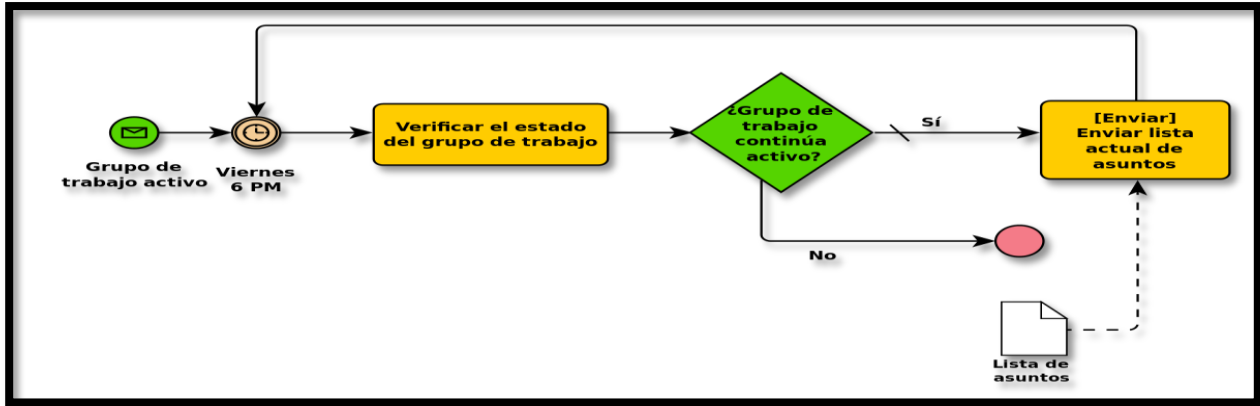 Grupo de
trabajo activo
Viernes
6 PM
Verificar el estado
del grupo de trabajo
¿Grupo de
trabajo
continúa
activo?
Sí
No
[Enviar]
Enviar lista
actual de
asuntos
Lista de
asuntos